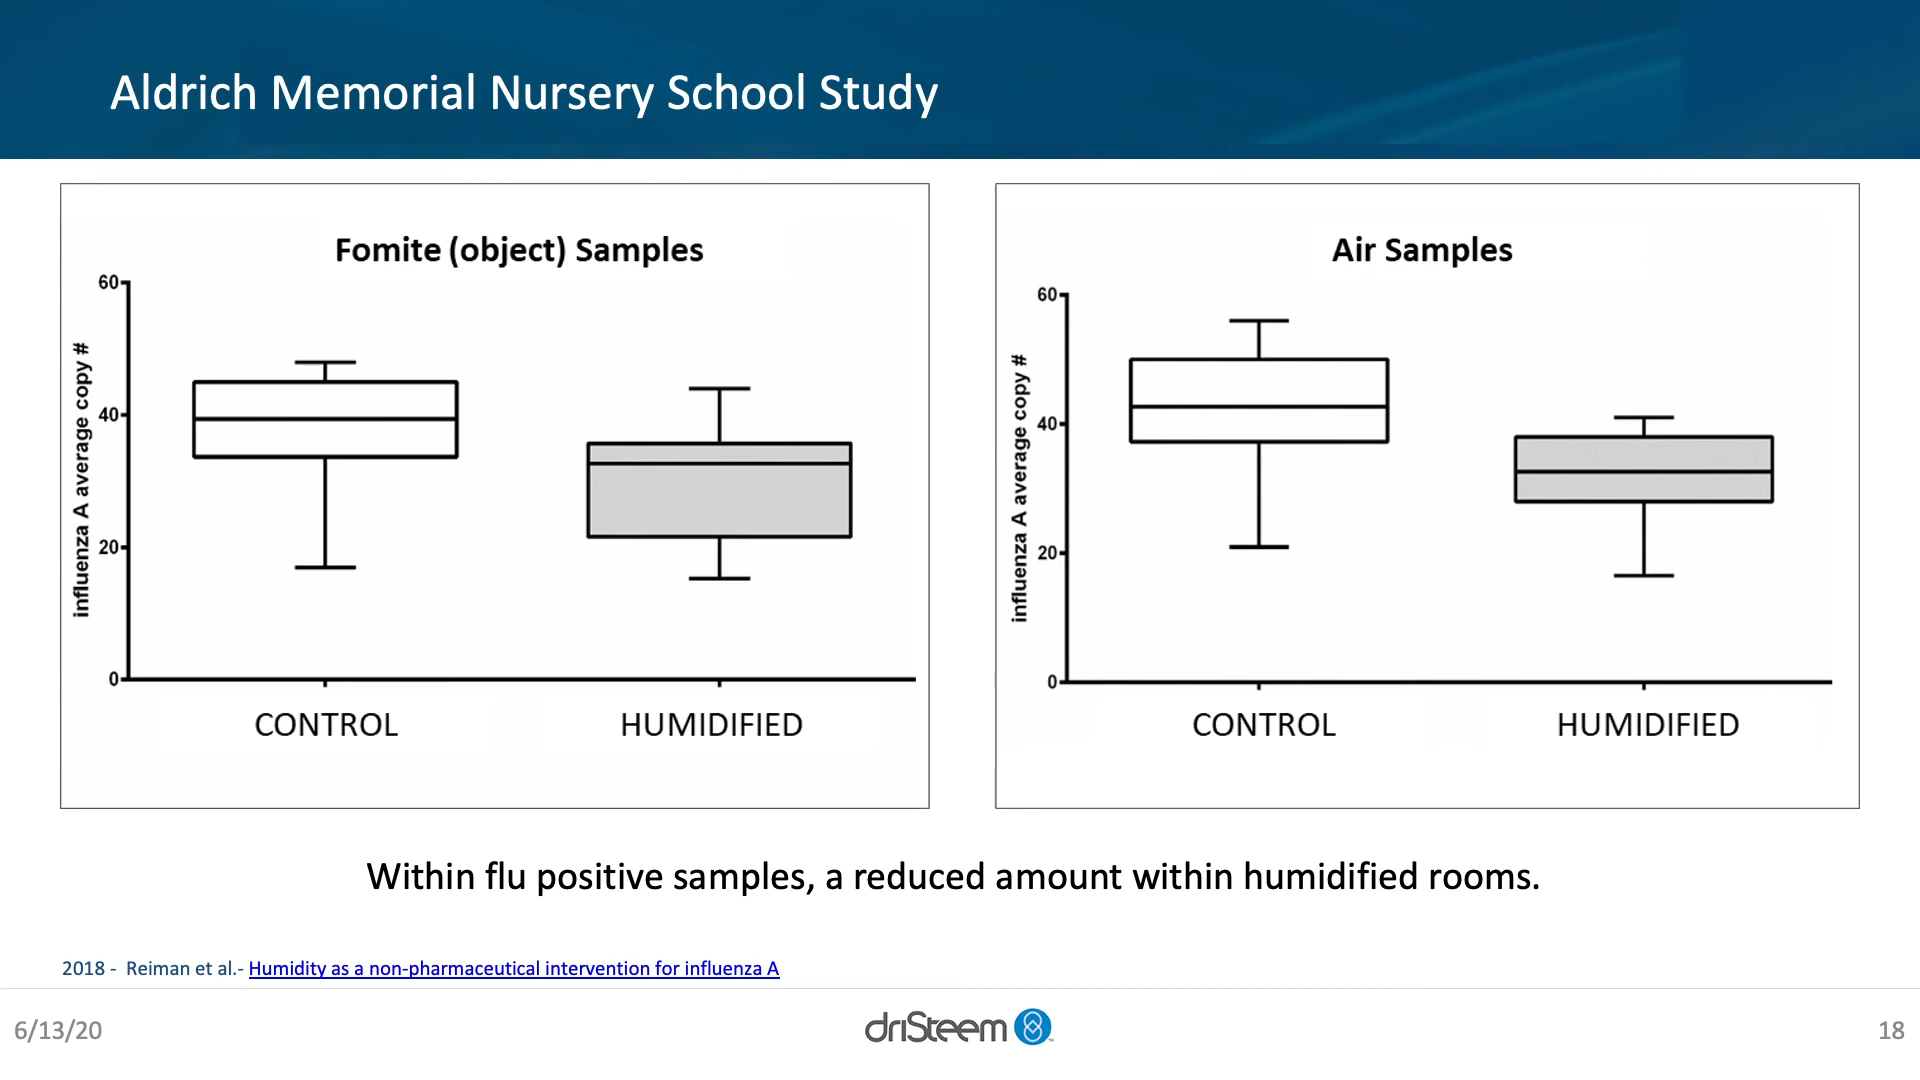 Aldrich Memorial Nursery School Study
Fomite (object) Samples
influenza A average copy #
60
40
20
0
CONTROL HUMIDIFIED
Air Samples
influenza A average copy #
60
40
20
0
CONTROL HUMIDIFIED
Within flu positive samples, a reduced amount within humidified rooms.
2018 - Reiman et al.- Humidity as a non-pharmaceutical intervention for influenza A
6/13/20
driSteem
18